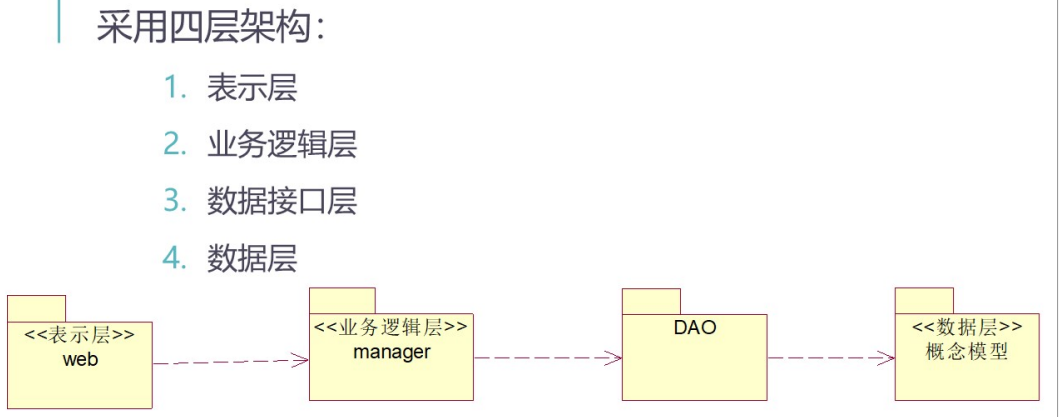 采用四层架构：
1. 表示层
2. 业务逻辑层
3. 数据接口层
4. 数据层
<<表示层>>
web
<<业务逻辑层>>
manager
DAO
<<数据层>>
概念模型